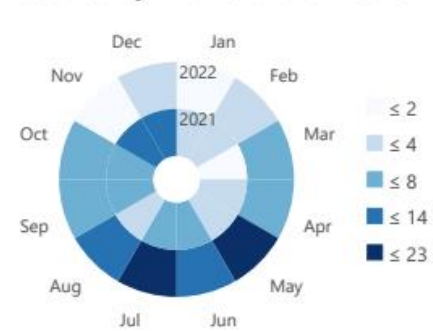 Dec Jan
Nov 2022 Feb
2021
Oct Mar
Sep Apr
Aug May
Jul Jun
≤ 2
≤ 4
≤ 8
≤ 14
≤ 23